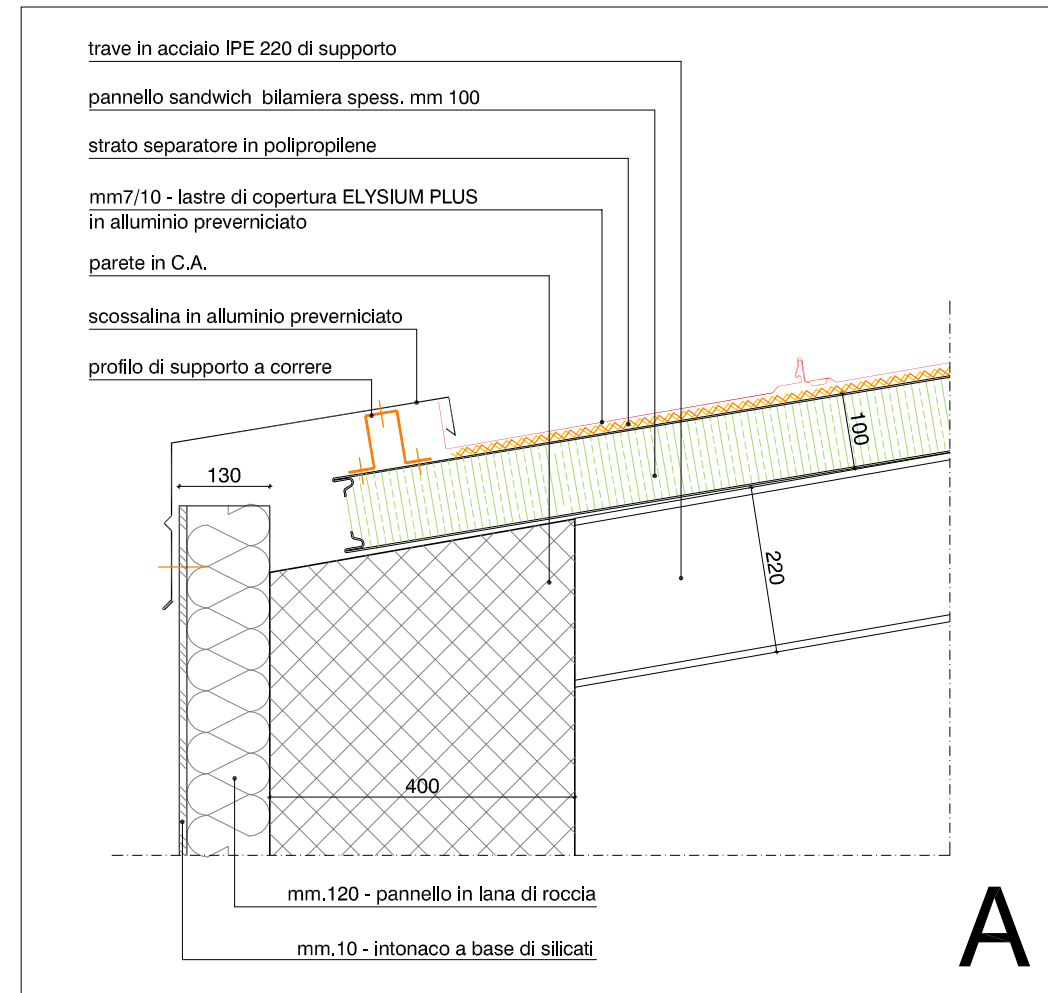 trave in acciaio IPE 220 di supporto
pannello sandwich bilamiera spess. mm 100
strato separatore in polipropilene
mm7/10 - lastre di copertura ELYSIUM PLUS
in alluminio preverniciato
parete in C.A.
scossalina in alluminio preverniciato
profilo di supporto a correre
130
100
220
400
mm.120 - pannello in lana di roccia
mm.10 - intonaco a base di silicati
A